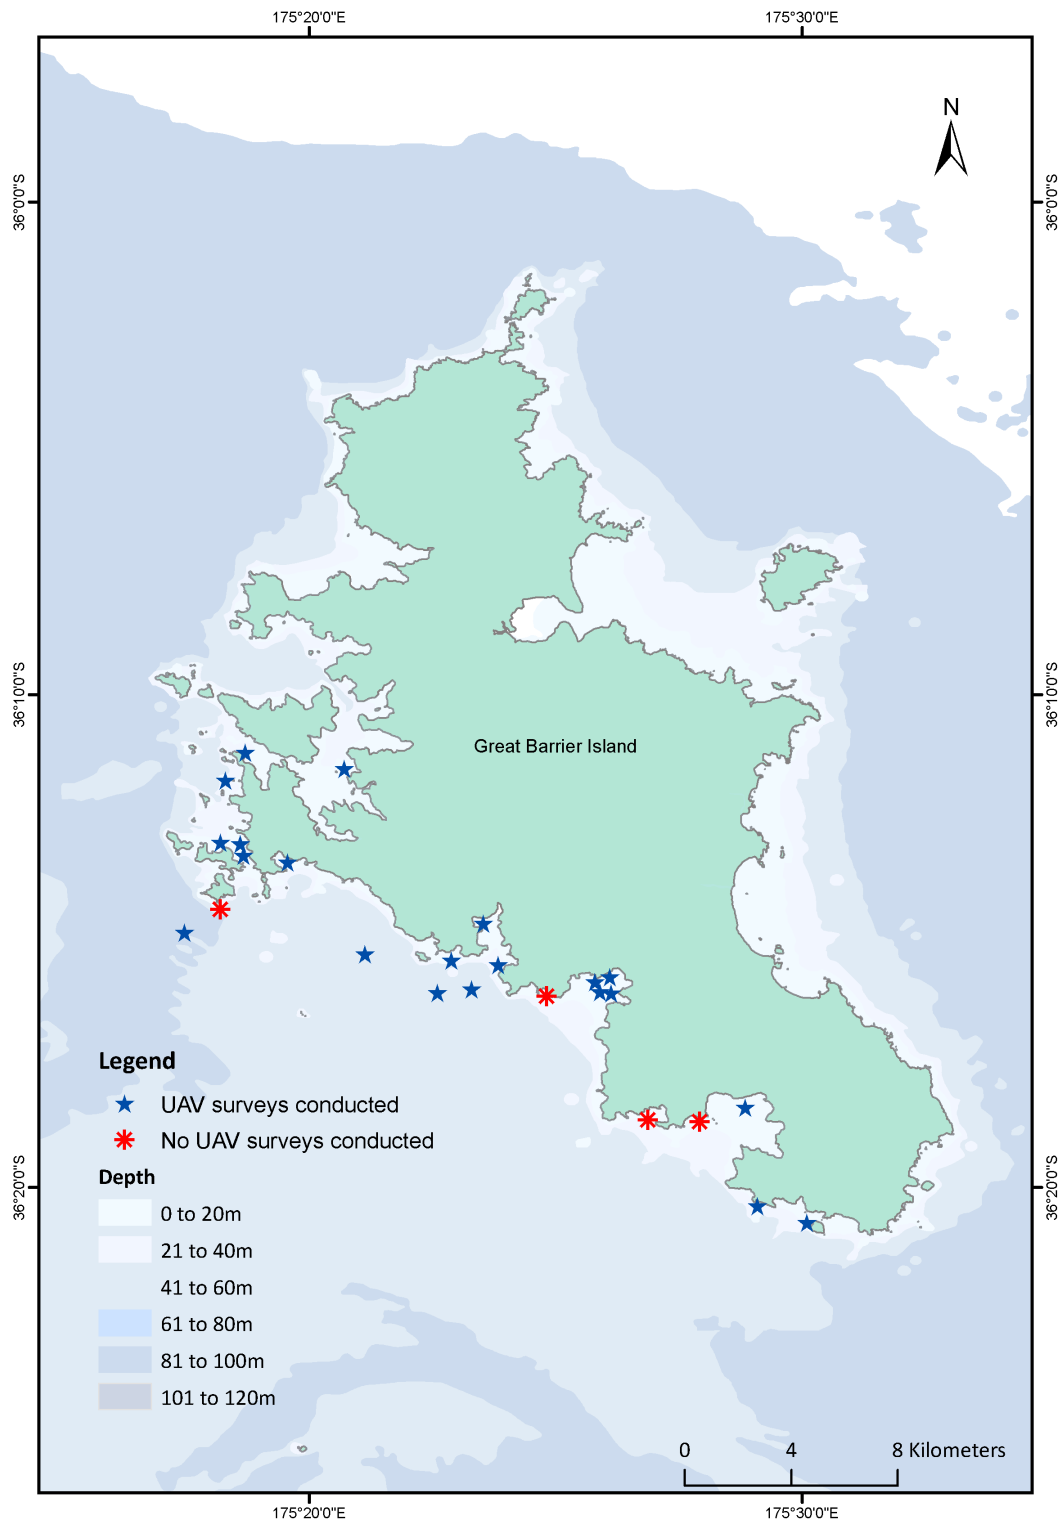 175°20'0"E 175°30'0"E
N
36°0'0"S 36°0'0"S
36°10'0"S 36°10'0"S
Great Barrier Island
Legend
UAV surveys conducted
No UAV surveys conducted
Depth
36°20'0"S 36°20'0"S
0 to 20m
21 to 40m
41 to 60m
61 to 80m
81 to 100m
101 to 120m
0 4 8 Kilometers
175°20'0"E 175°30'0"E